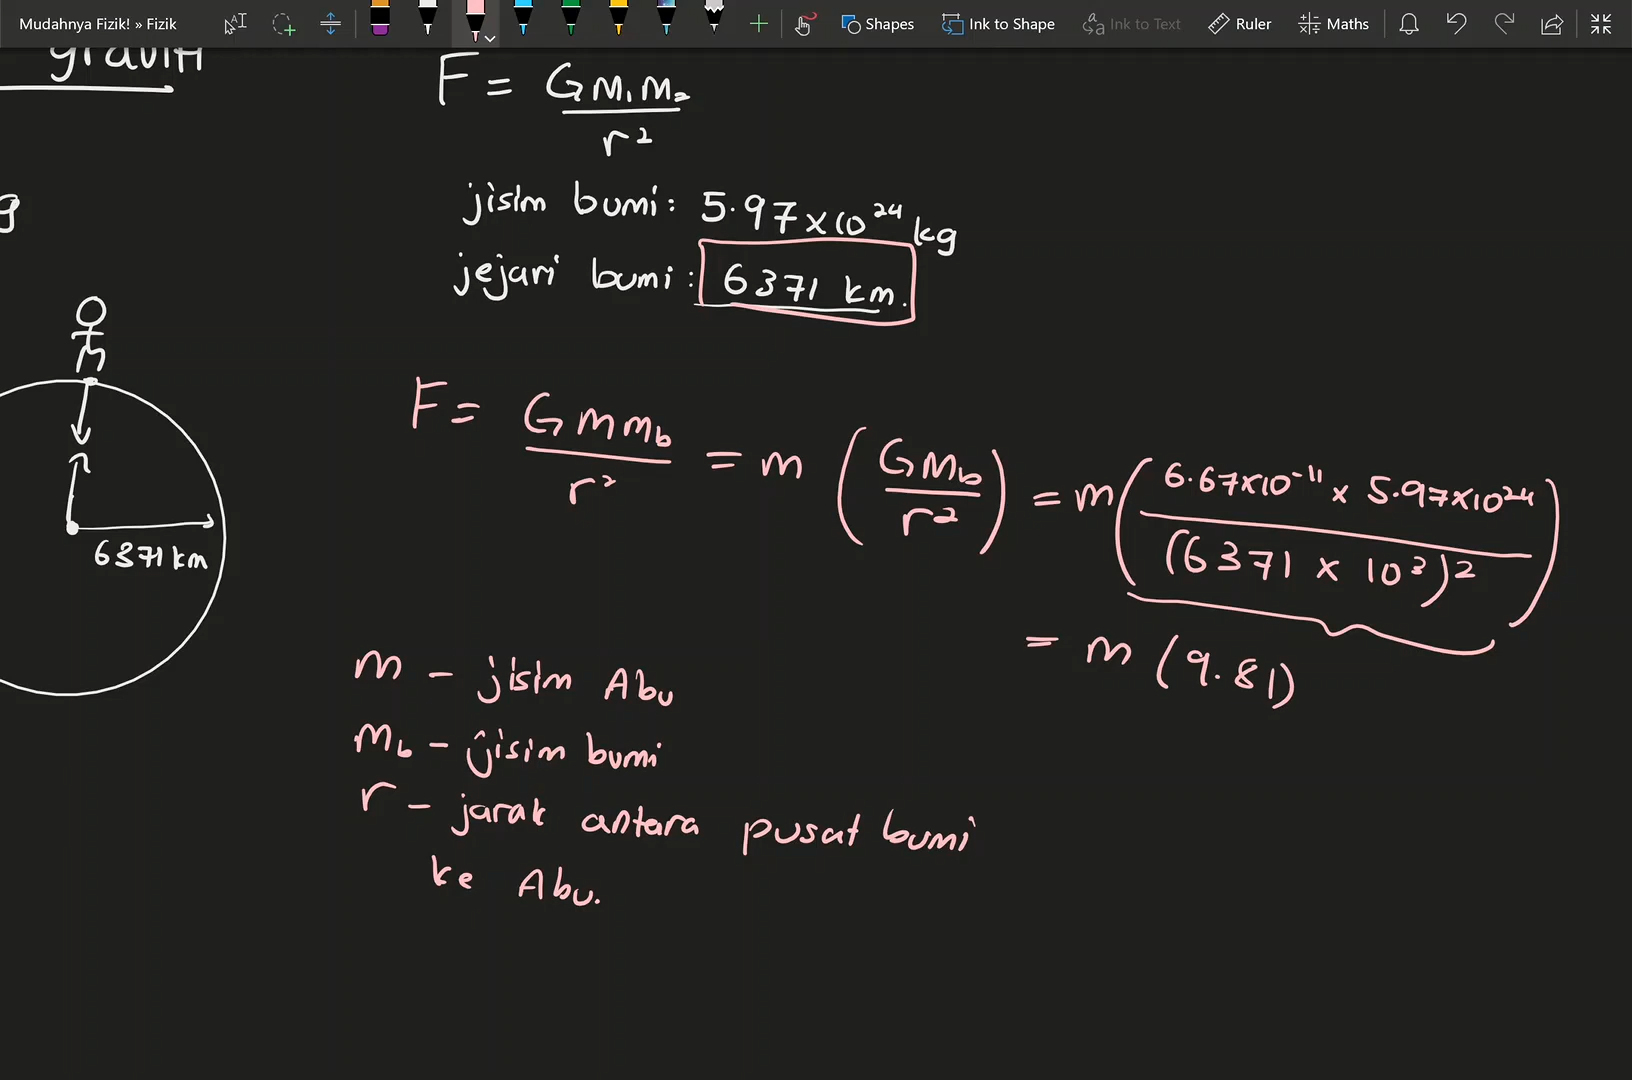 Mudahnya Fizik! » Fizik
Shapes
Ink to Shape
Ink to Text
Ruler
Maths
graviti
F = Gm₁m₂
r²
jisim bumi : 5.97 x 10²⁴ kg
g
jejari bumi : 6371 km.
m
F = Gmm_b / r² = m (Gm_b / r²) = m (6.67x10⁻¹¹ x 5.97x10²⁴ / (6371 x 10³)²)
r
6371 km
= m (9.81)
m - jisim Abu
m_b - jisim bumi
r - jarak antara pusat bumi
ke Abu.